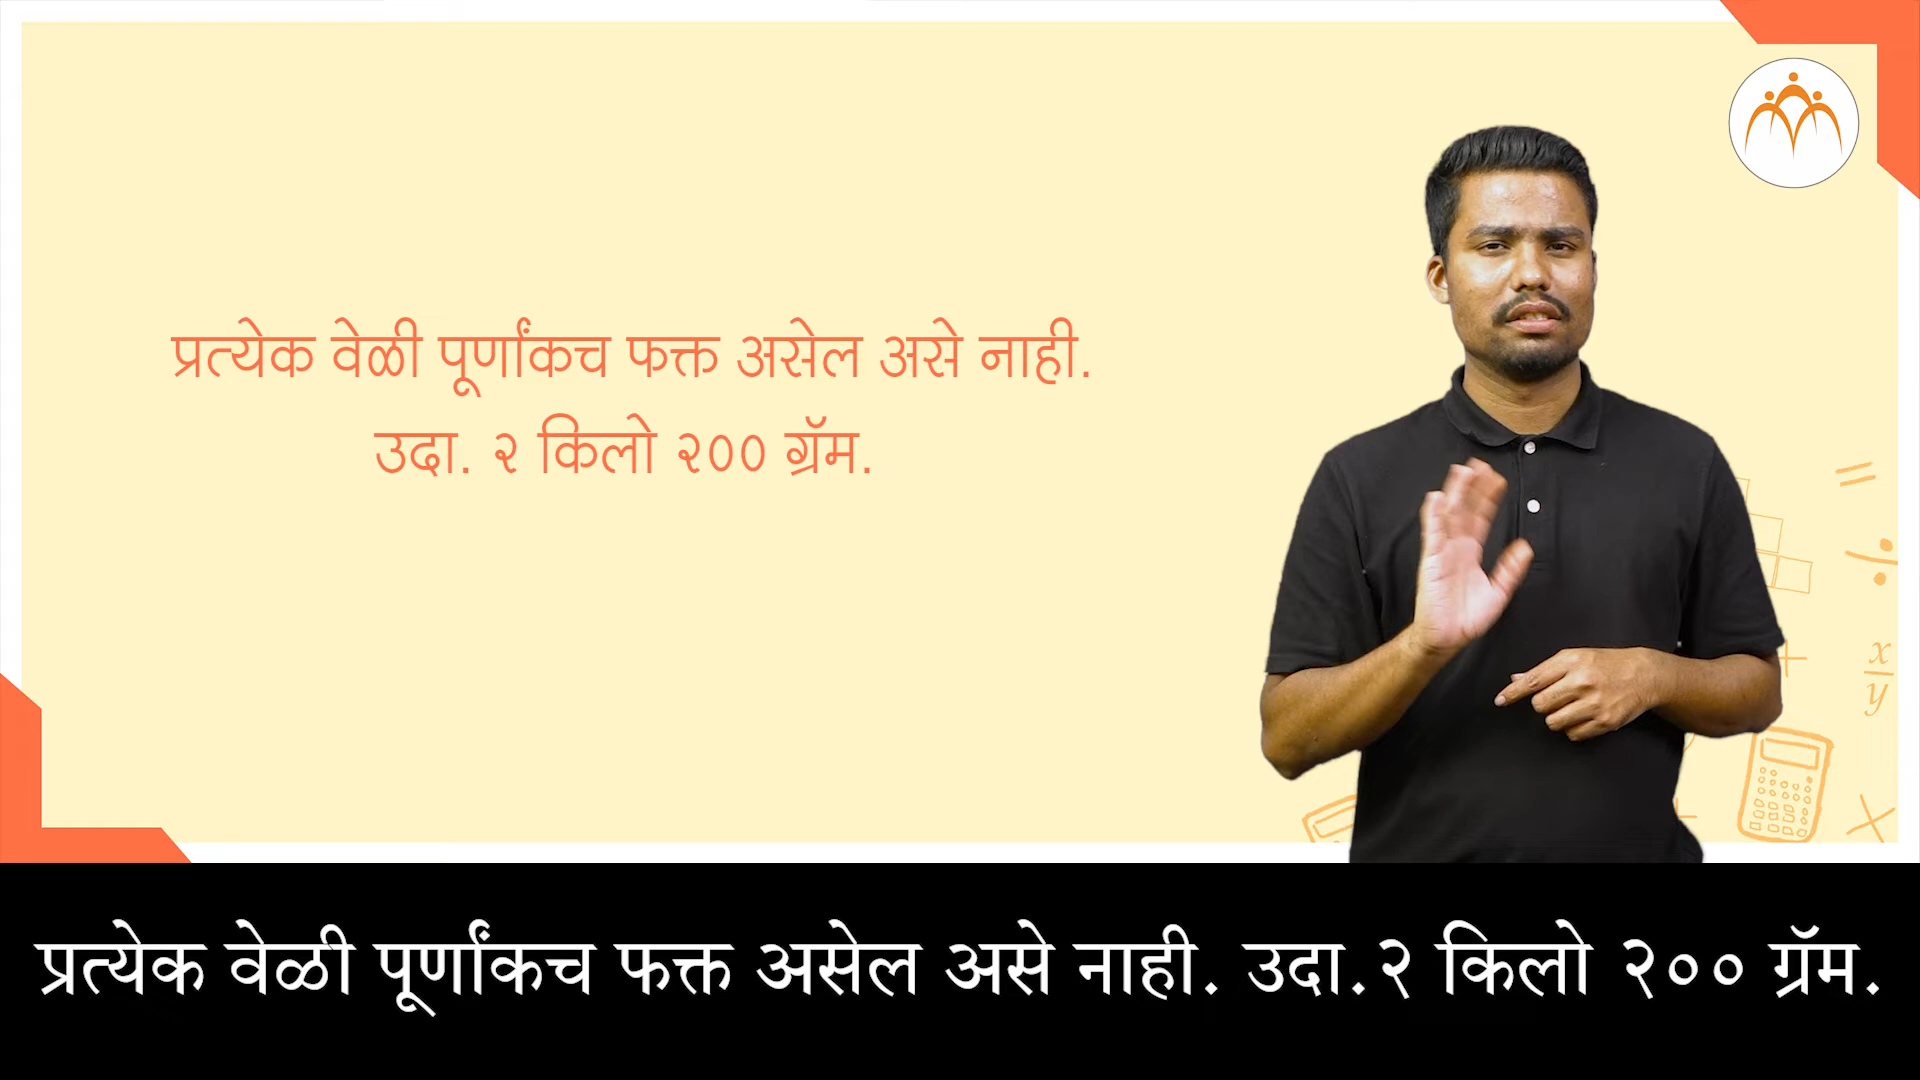 प्रत्येक वेळी पूर्णांकच फक्त असेल असे नाही.
उदा. २ किलो २०० ग्रॅम.
=
÷
+
x
y
×
प्रत्येक वेळी पूर्णांकच फक्त असेल असे नाही. उदा.२ किलो २०० ग्रॅम.